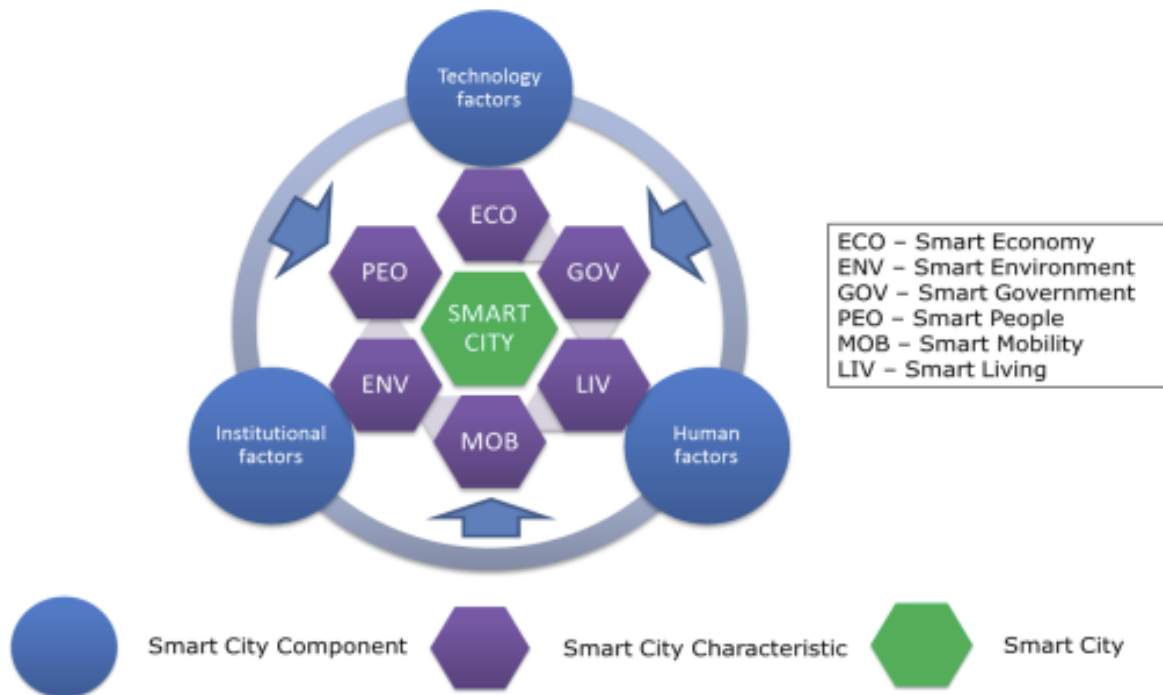 Technology
factors
ECO
PEO
GOV
SMART
CITY
ENV
LIV
MOB
Institutional
factors
Human
factors
ECO – Smart Economy
ENV – Smart Environment
GOV – Smart Government
PEO – Smart People
MOB – Smart Mobility
LIV – Smart Living
Smart City Component
Smart City Characteristic
Smart City